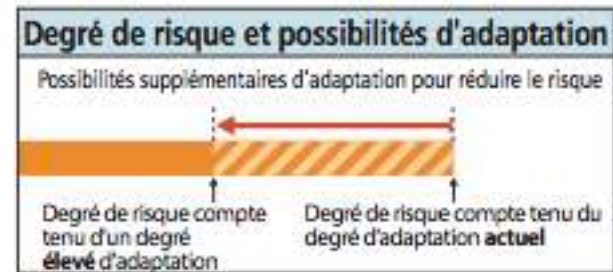 Degré de risque et possibilités d'adaptation
Possibilités supplémentaires d'adaptation pour réduire le risque
Degré de risque compte
tenu d'un degré
élevé d'adaptation
Degré de risque compte tenu du
degré d'adaptation actuel